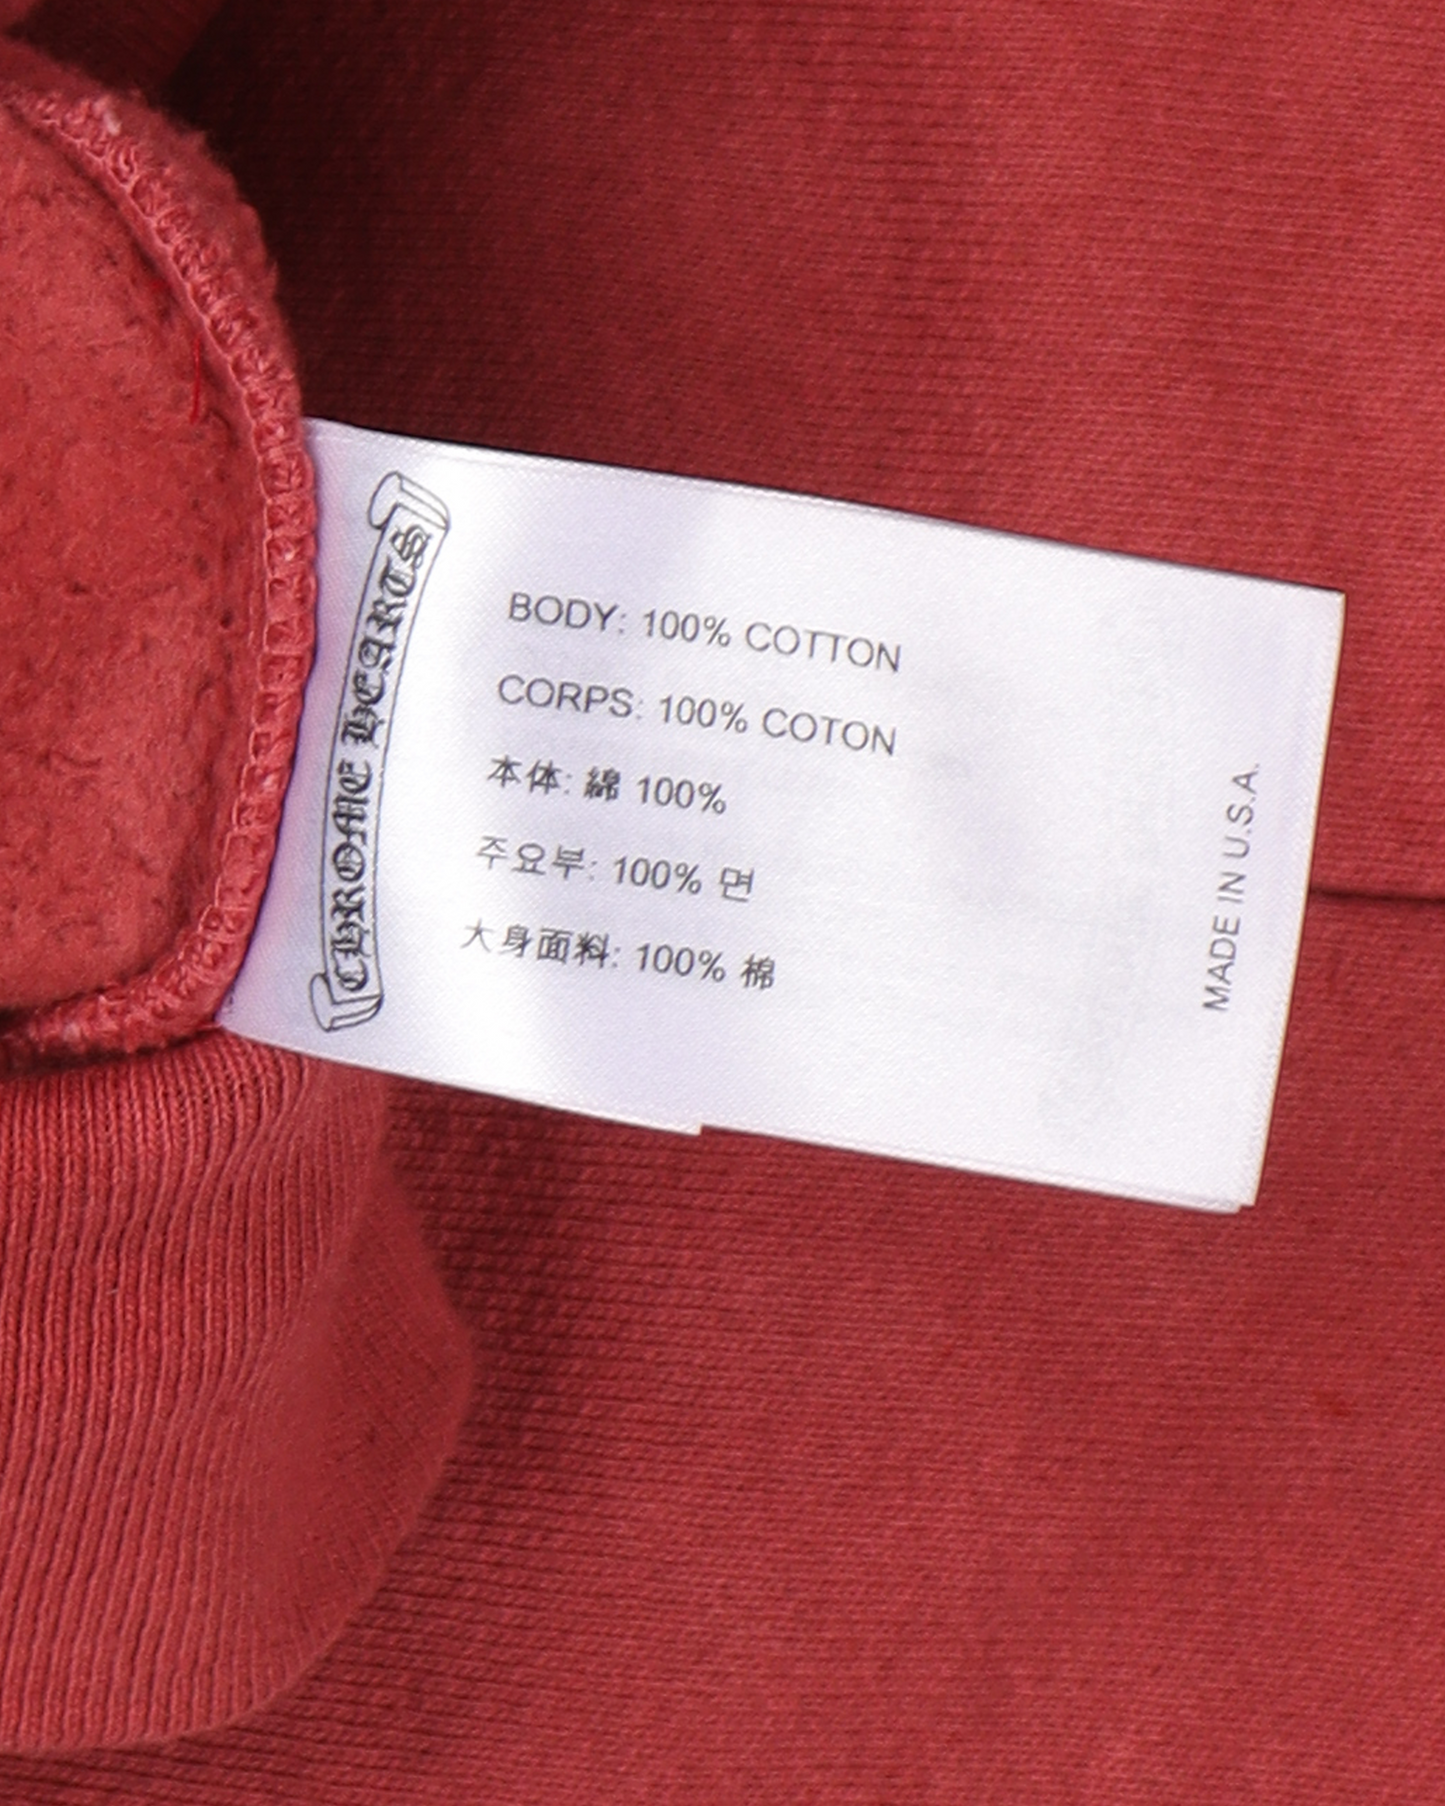 CHROME HEARTS
BODY: 100% COTTON
CORPS: 100% COTON
本体: 綿 100%
주요부: 100% 면
大身面料: 100% 棉
MADE IN U.S.A.